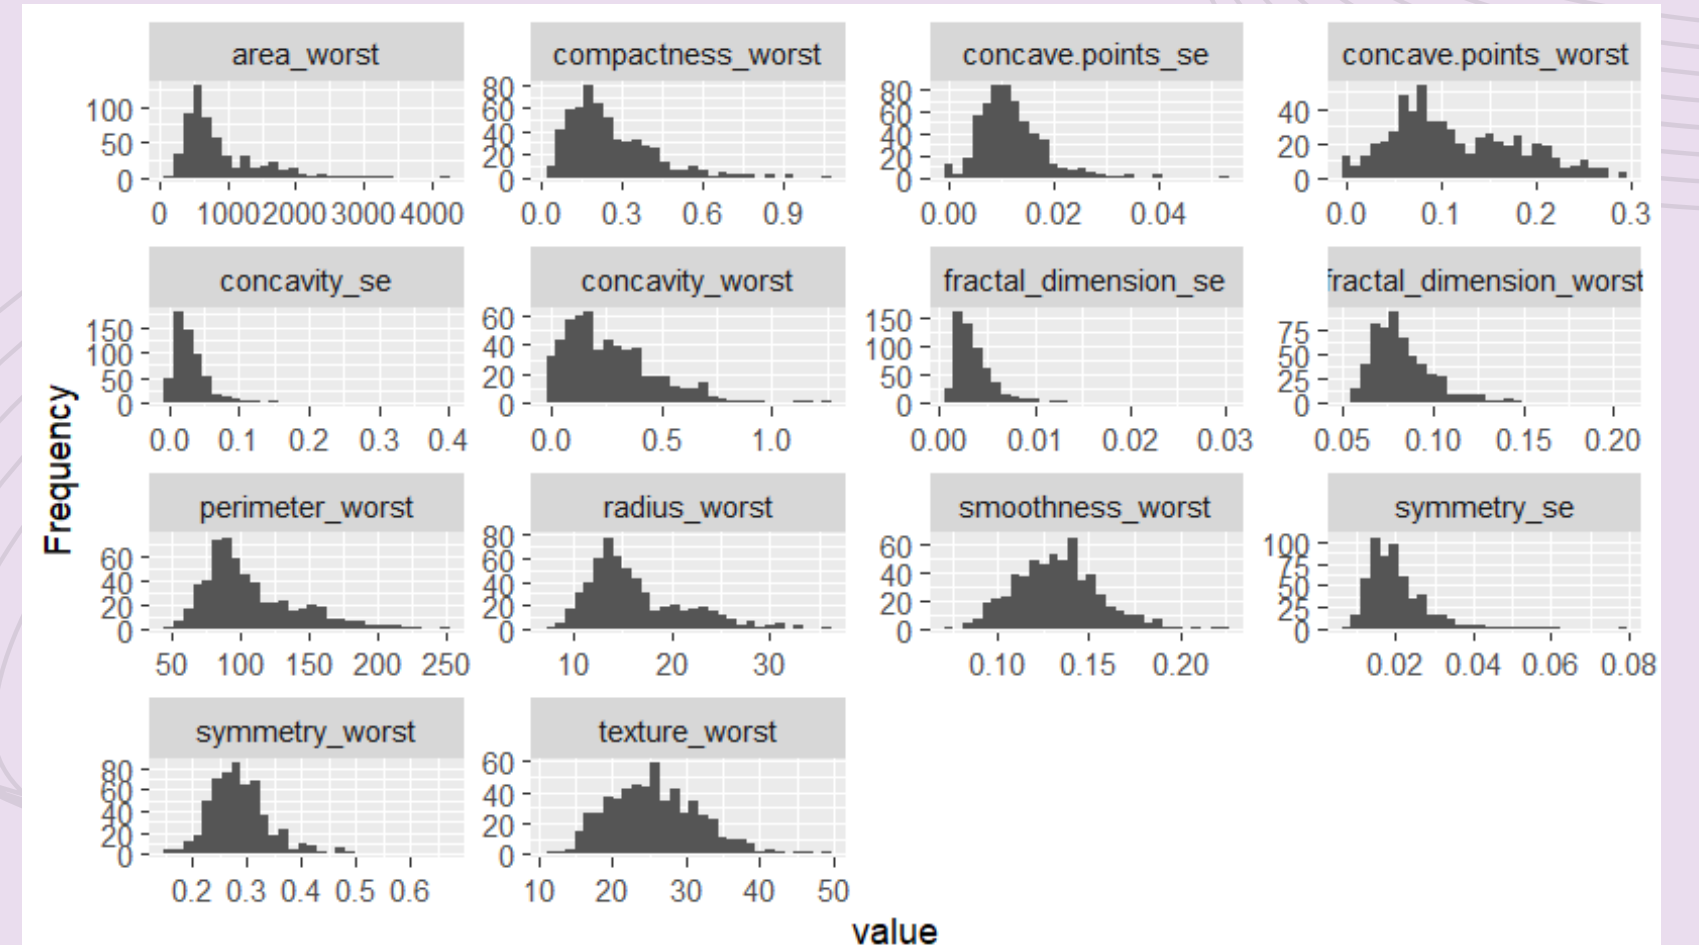 area_worst
compactness_worst
concave.points_se
concave.points_worst
100
50
0
0 1000 2000 3000 4000
80
60
40
20
0
0.0 0.3 0.6 0.9
80
60
40
20
0
0.00 0.02 0.04
40
20
0
0.0 0.1 0.2 0.3
concavity_se
concavity_worst
fractal_dimension_se
fractal_dimension_worst
150
100
50
0
0.0 0.1 0.2 0.3 0.4
60
40
20
0
0.0 0.5 1.0
150
100
50
0
0.00 0.01 0.02 0.03
75
50
25
0
0.05 0.10 0.15 0.20
Frequency
perimeter_worst
radius_worst
smoothness_worst
symmetry_se
60
40
20
0
50 100 150 200 250
80
60
40
20
0
10 20 30
60
40
20
0
0.10 0.15 0.20
100
75
50
25
0
0.02 0.04 0.06 0.08
symmetry_worst
texture_worst
80
60
40
20
0
0.2 0.3 0.4 0.5 0.6
60
40
20
0
10 20 30 40 50
value